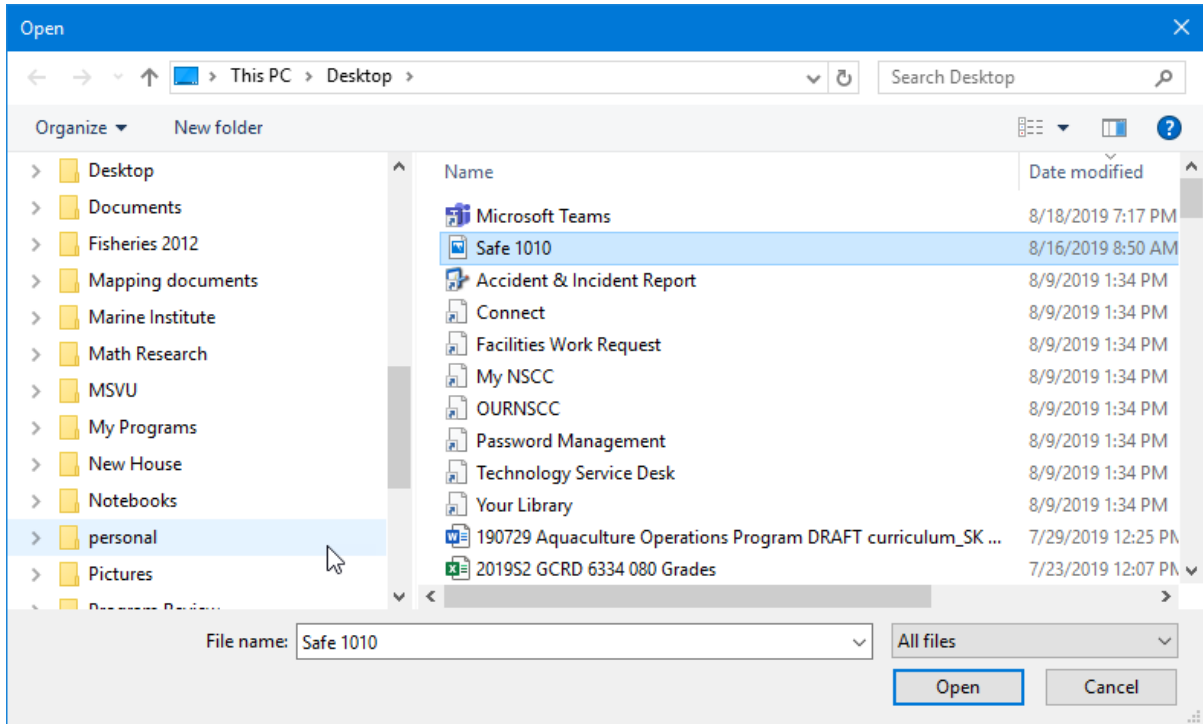 Open
This PC > Desktop >
Search Desktop
Organize
New folder
Desktop
Documents
Fisheries 2012
Mapping documents
Marine Institute
Math Research
MSVU
My Programs
New House
Notebooks
personal
Pictures
Name Date modified
Microsoft Teams 8/18/2019 7:17 PM
Safe 1010 8/16/2019 8:50 AM
Accident & Incident Report 8/9/2019 1:34 PM
Connect 8/9/2019 1:34 PM
Facilities Work Request 8/9/2019 1:34 PM
My NSCC 8/9/2019 1:34 PM
OURNSCC 8/9/2019 1:34 PM
Password Management 8/9/2019 1:34 PM
Technology Service Desk 8/9/2019 1:34 PM
Your Library 8/9/2019 1:34 PM
190729 Aquaculture Operations Program DRAFT curriculum_SK ... 7/29/2019 12:25 PM
2019S2 GCRD 6334 080 Grades 7/23/2019 12:07 PM
File name: Safe 1010
All files
Open
Cancel